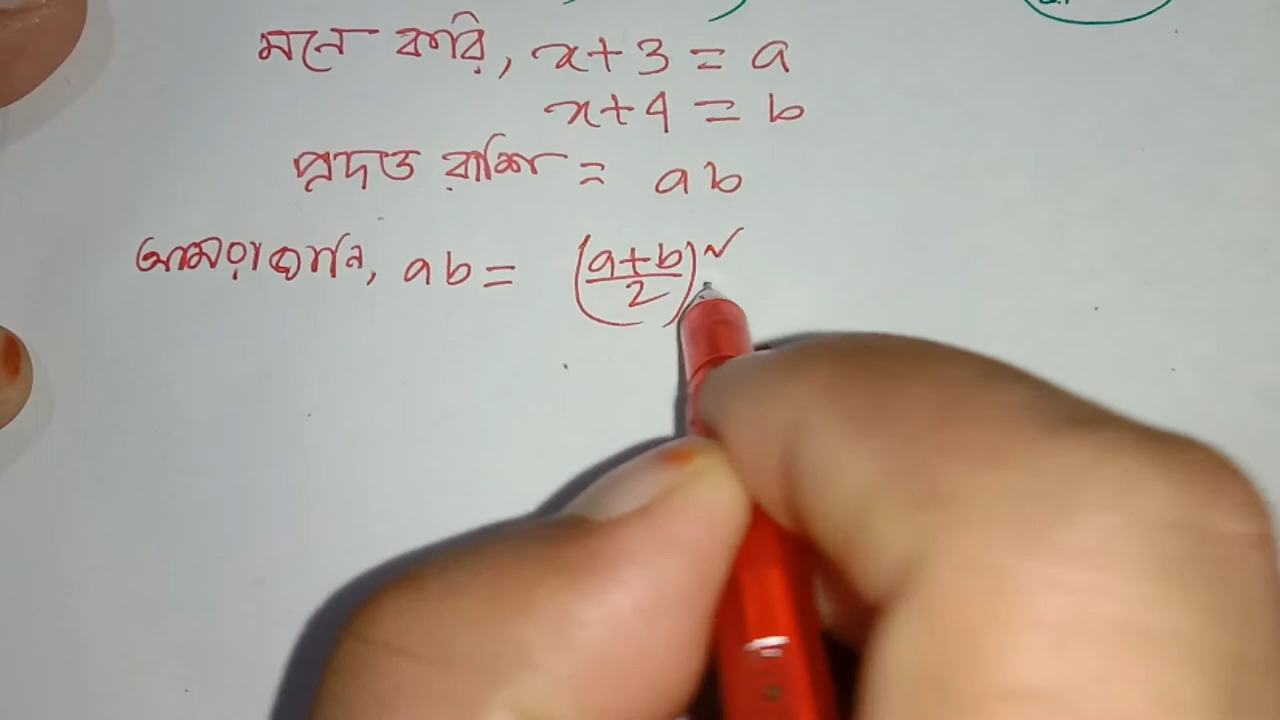 মনে করি, x+3 = a
x+4 = b
প্রদত্ত রাশি = ab
আমরা জানি, ab = (a+b/2)²